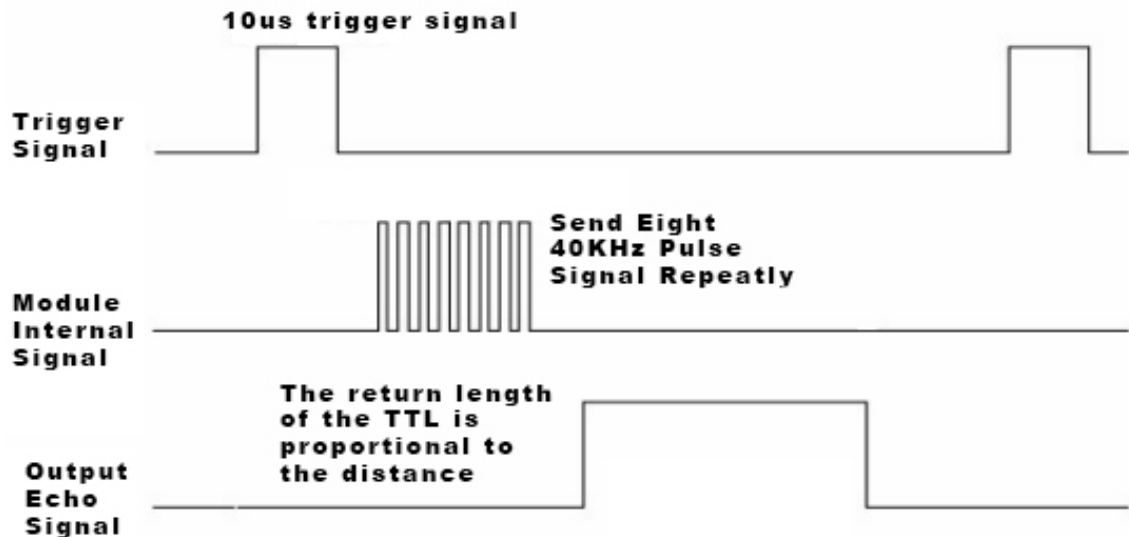 10us trigger signal
Trigger
Signal
Send Eight
40KHz Pulse
Signal Repeatly
Module
Internal
Signal
The return length
of the TTL is
proportional to
the distance
Output
Echo
Signal